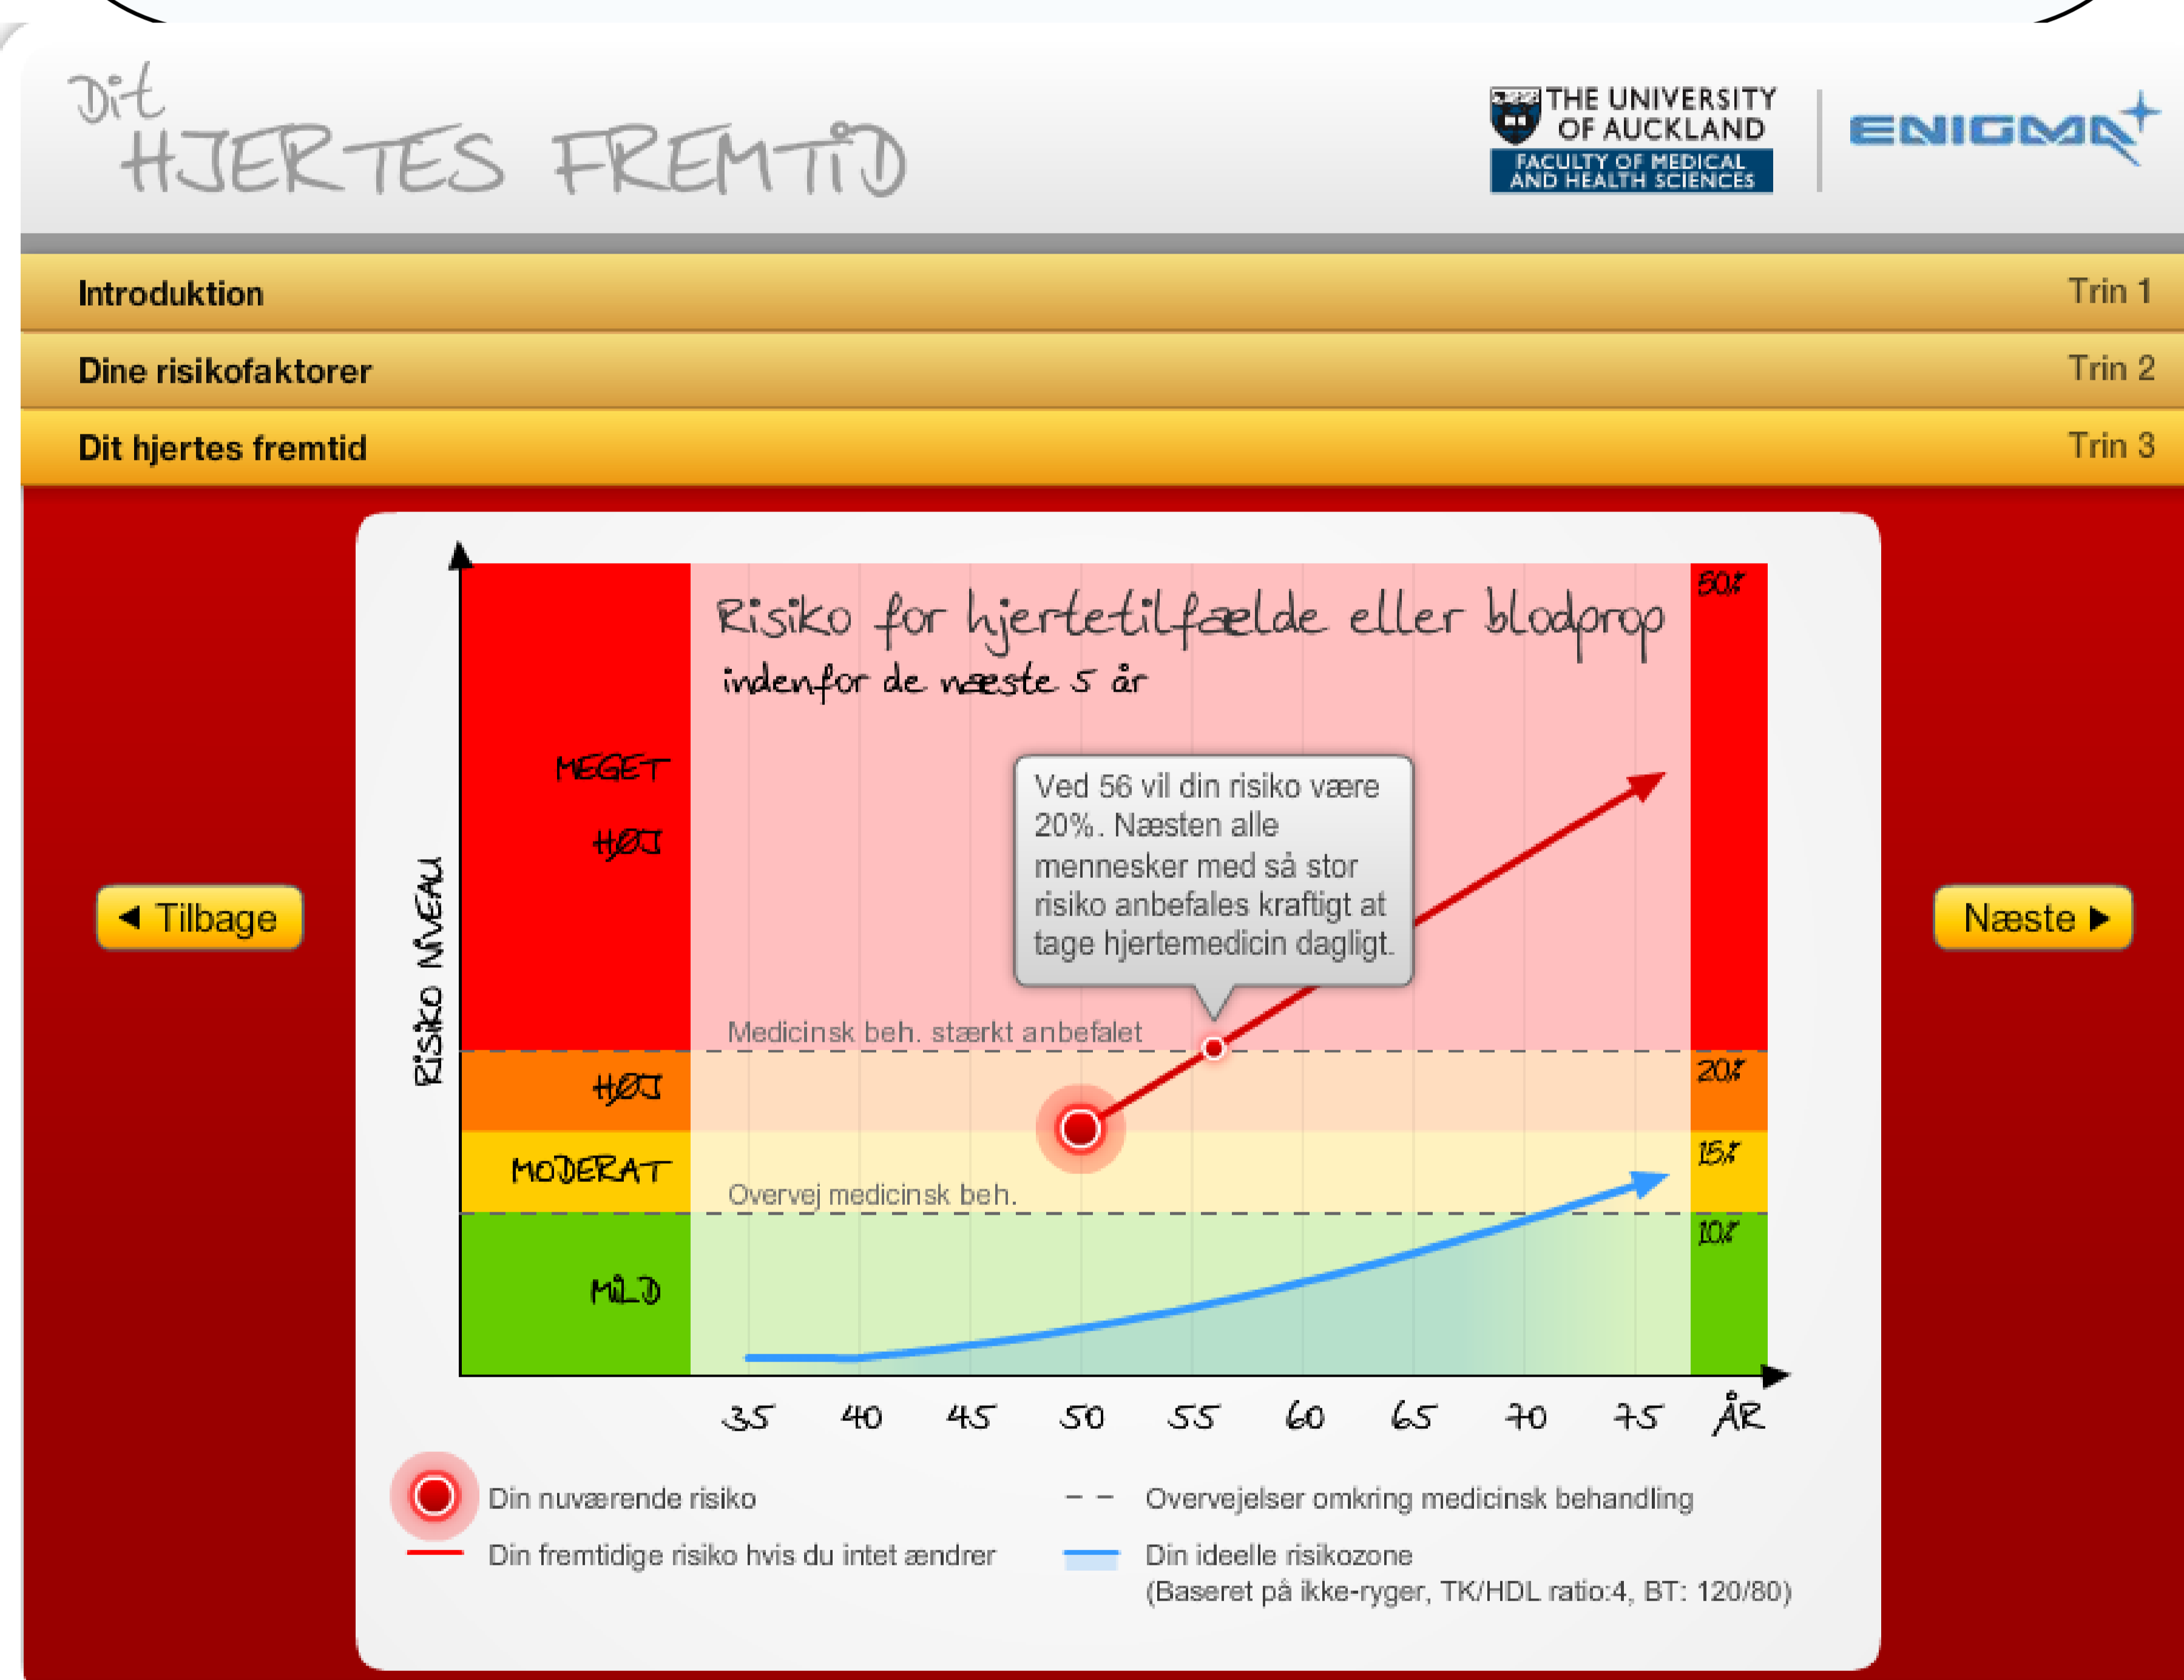 Dit
HJERTES FREMTID
THE UNIVERSITY
OF AUCKLAND
FACULTY OF MEDICAL
AND HEALTH SCIENCES
ENIGMA
Introduktion
Trin 1
Dine risikofaktorer
Trin 2
Dit hjertes fremtid
Trin 3
Risiko for hjertetilfælde eller blodprop
indenfor de næste 5 år
50%
MEGET
HØJ
Ved 56 vil din risiko være
20%. Næsten alle
mennesker med så stor
risiko anbefales kraftigt at
tage hjertemedicin dagligt.
RISIKO NIVEAU
Tilbage
Næste
Medicinsk beh. stærkt anbefalet
HØJ
20%
MODERAT
15%
Overvej medicinsk beh.
10%
MILD
35 40 45 50 55 60 65 70 75 ÅR
Din nuværende risiko
Overvejelser omkring medicinsk behandling
Din fremtidige risiko hvis du intet ændrer
Din ideelle risikozone
(Baseret på ikke-ryger, TK/HDL ratio:4, BT: 120/80)